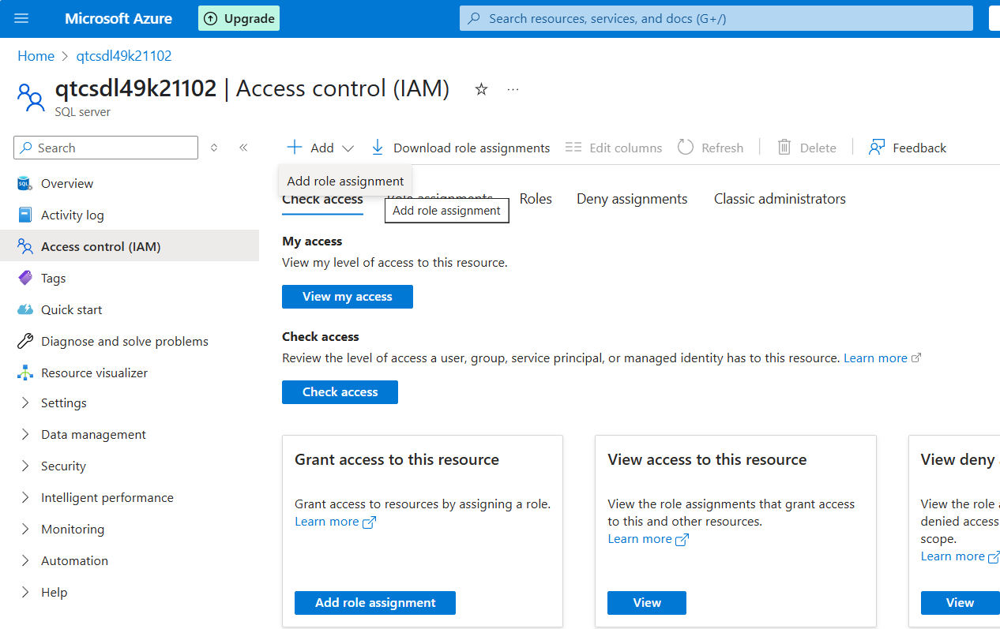 Microsoft Azure
Upgrade
Search resources, services, and docs (G+/)
Home > qtcsdl49k21102
qtcsdl49k21102 | Access control (IAM)
SQL server
Search
Overview
Activity log
Access control (IAM)
Tags
Quick start
Diagnose and solve problems
Resource visualizer
Settings
Data management
Security
Intelligent performance
Monitoring
Automation
Help
Add
Download role assignments
Edit columns
Refresh
Delete
Feedback
Add role assignment
Check access
Role assignments
Roles
Deny assignments
Classic administrators
Add role assignment
My access
View my level of access to this resource.
View my access
Check access
Review the level of access a user, group, service principal, or managed identity has to this resource. Learn more
Check access
Grant access to this resource
Grant access to resources by assigning a role.
Learn more
Add role assignment
View access to this resource
View the role assignments that grant access
to this and other resources.
Learn more
View
View deny
View the role
denied access
scope.
Learn more
View